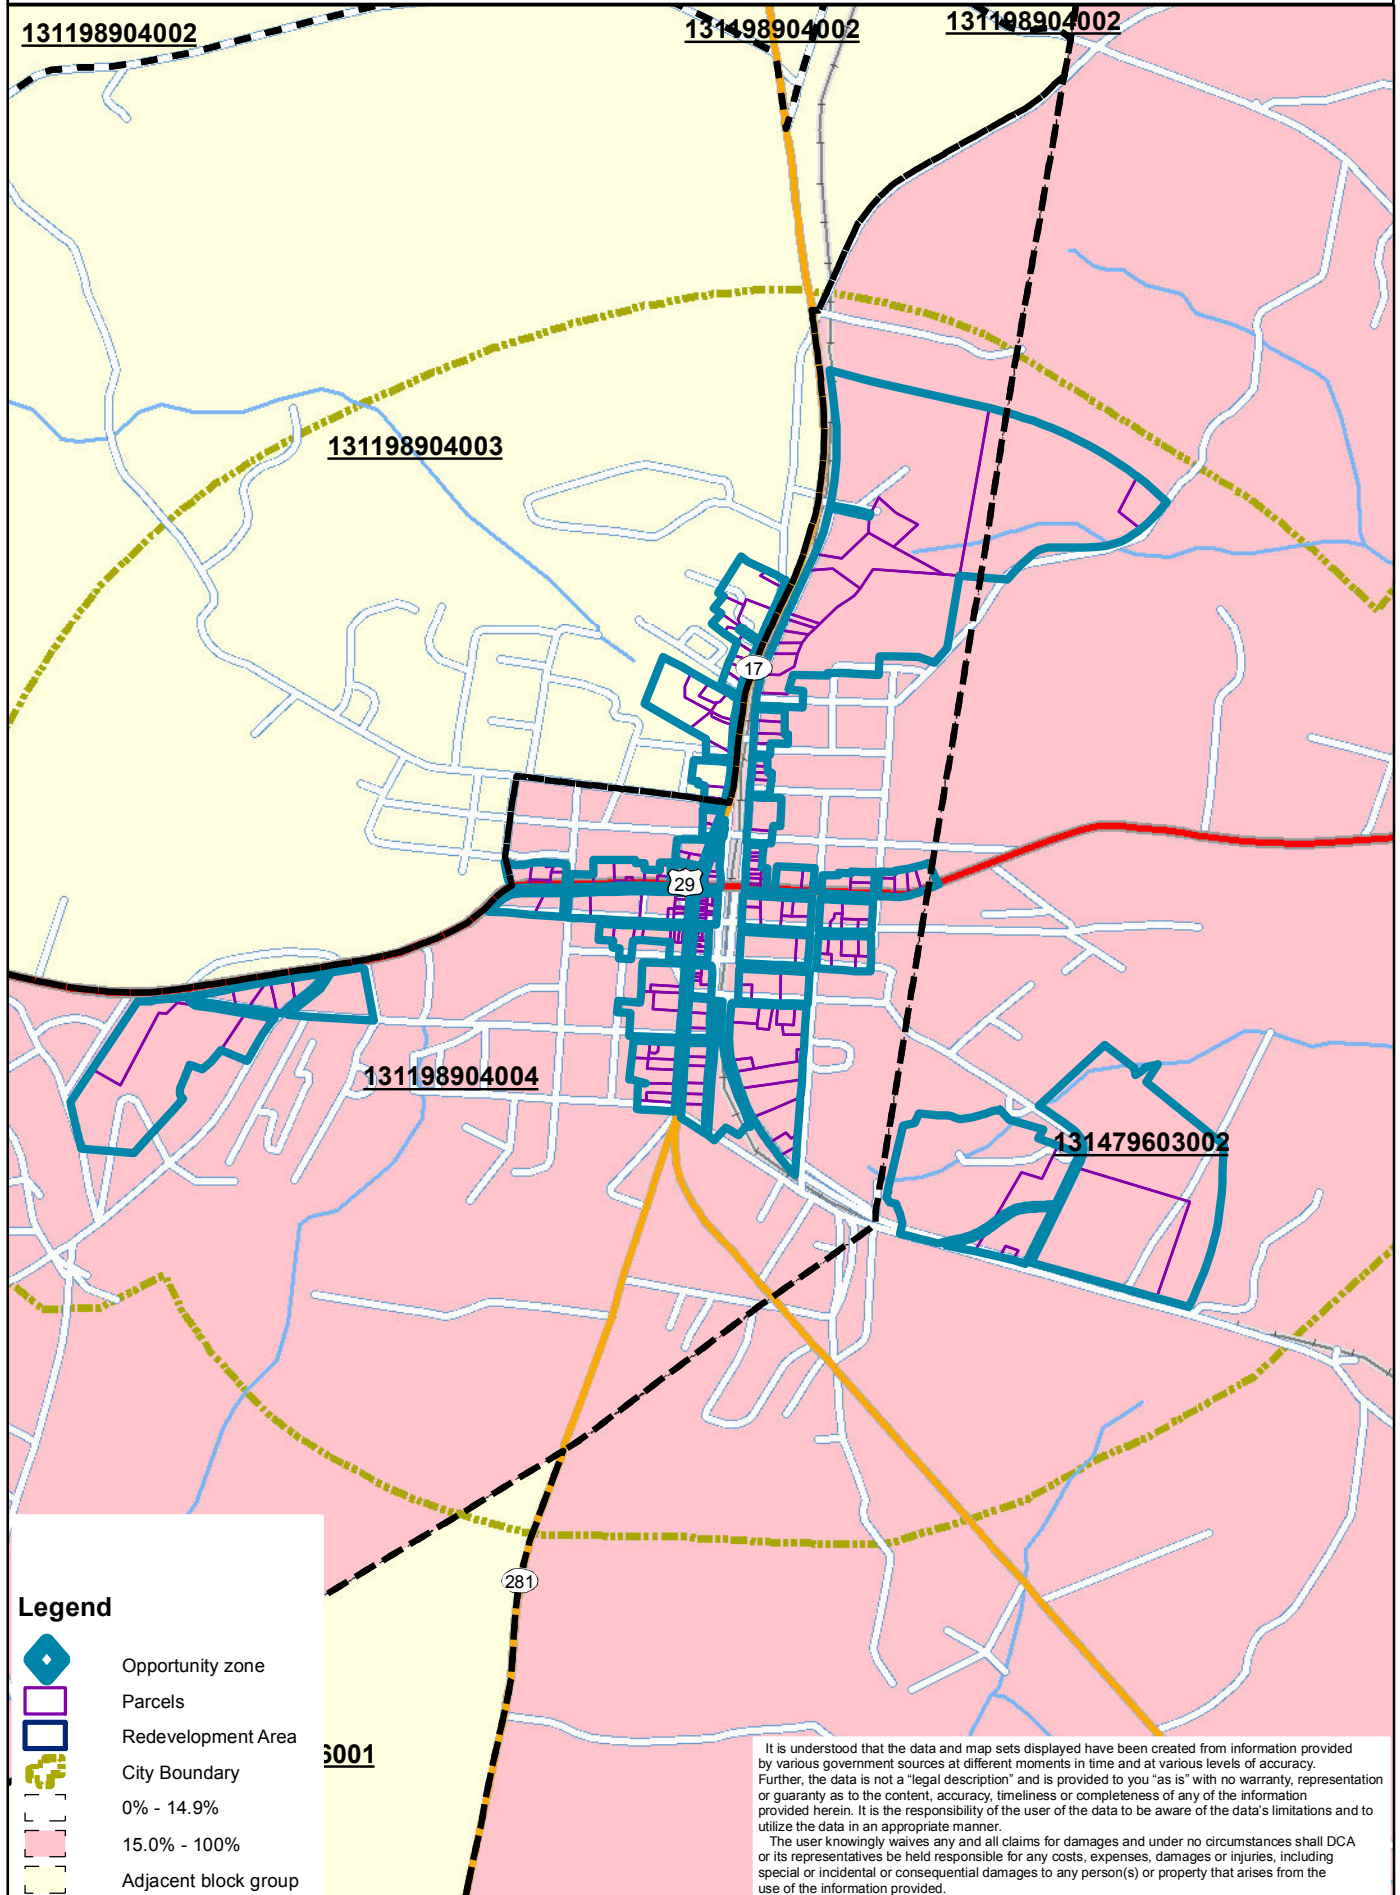 131198904002
131198904002
131198904002
131198904003
17
29
131198904004
131479603002
281
6001
Legend
Opportunity zone
Parcels
Redevelopment Area
City Boundary
0% - 14.9%
15.0% - 100%
Adjacent block group
It is understood that the data and map sets displayed have been created from information provided
by various government sources at different moments in time and at various levels of accuracy.
Further, the data is not a “legal description” and is provided to you “as is” with no warranty, representation
or guaranty as to the content, accuracy, timeliness or completeness of any of the information
provided herein. It is the responsibility of the user of the data to be aware of the data’s limitations and to
utilize the data in an appropriate manner.
The user knowingly waives any and all claims for damages and under no circumstances shall DCA
or its representatives be held responsible for any costs, expenses, damages or injuries, including
special or incidental or consequential damages to any person(s) or property that arises from the
use of the information provided.